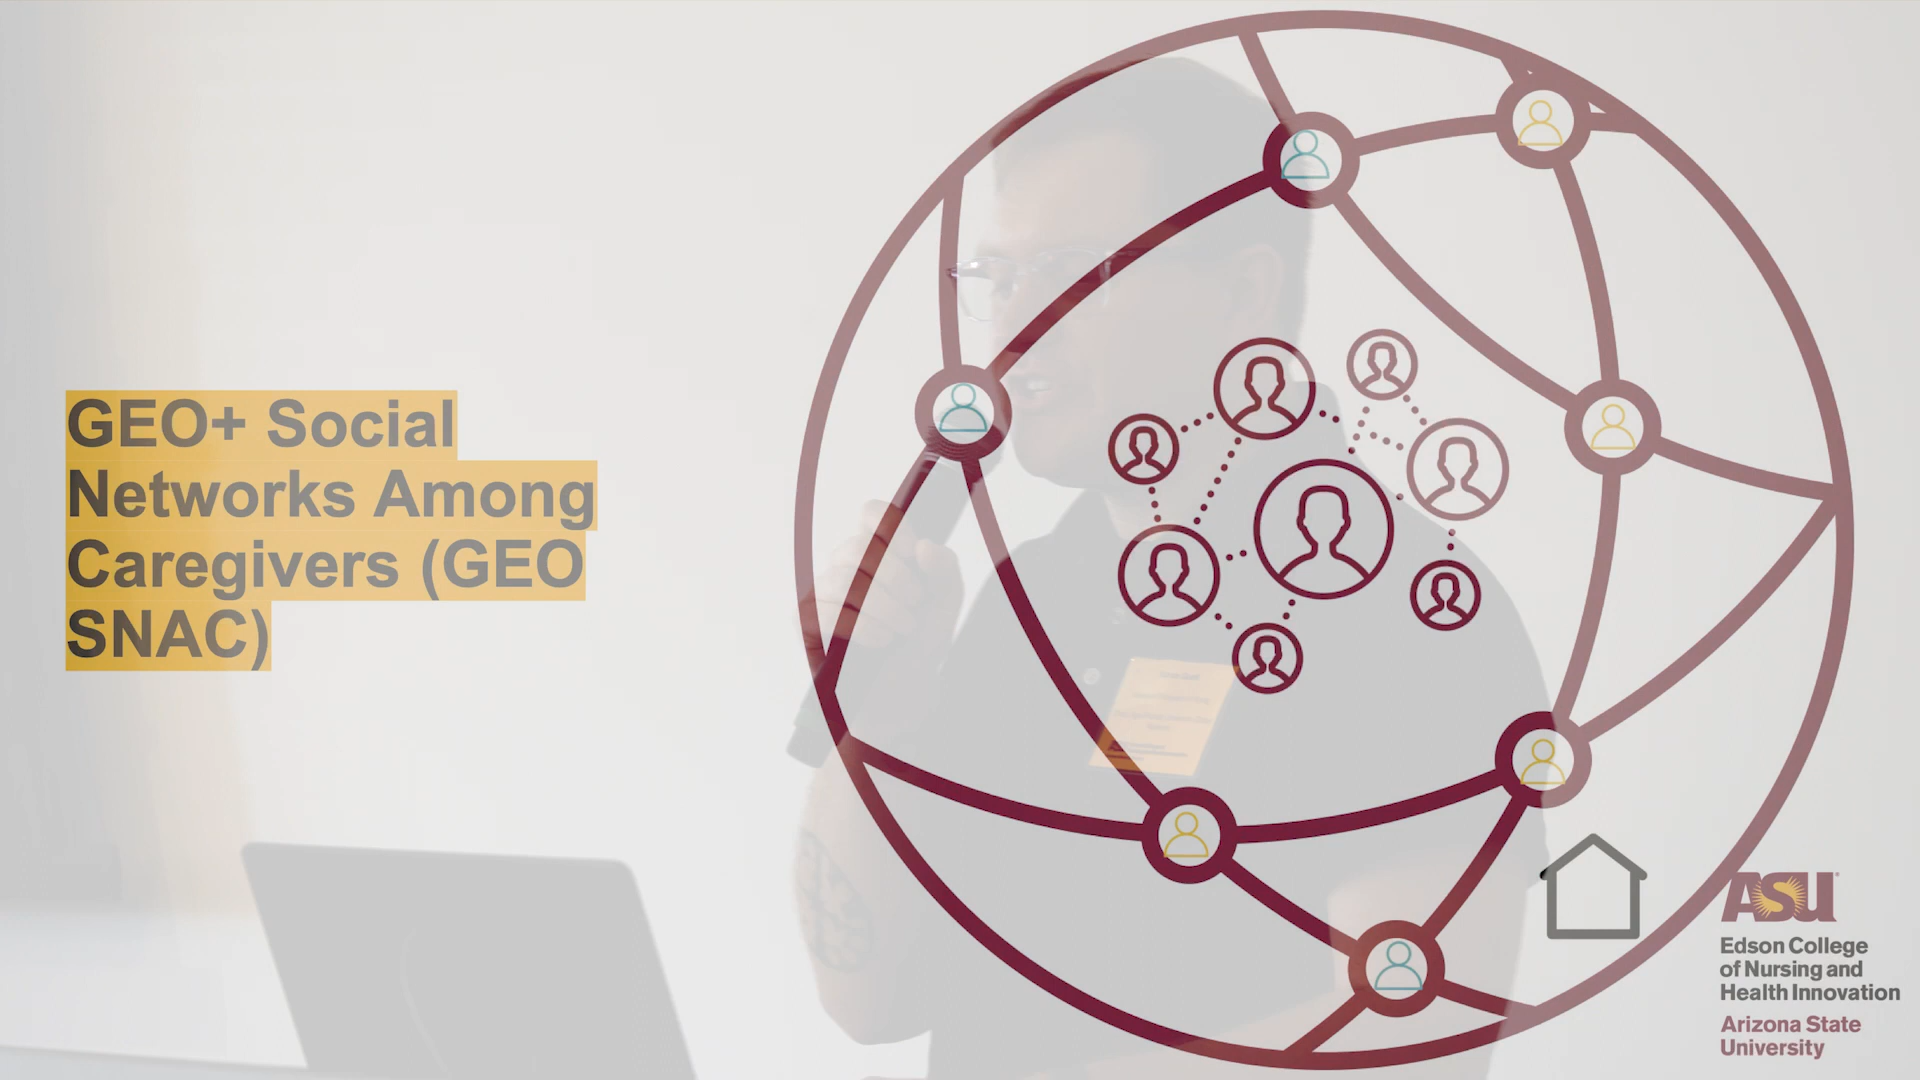 GEO+ Social
Networks Among
Caregivers (GEO
SNAC)
ASU
Edson College
of Nursing and
Health Innovation
Arizona State
University